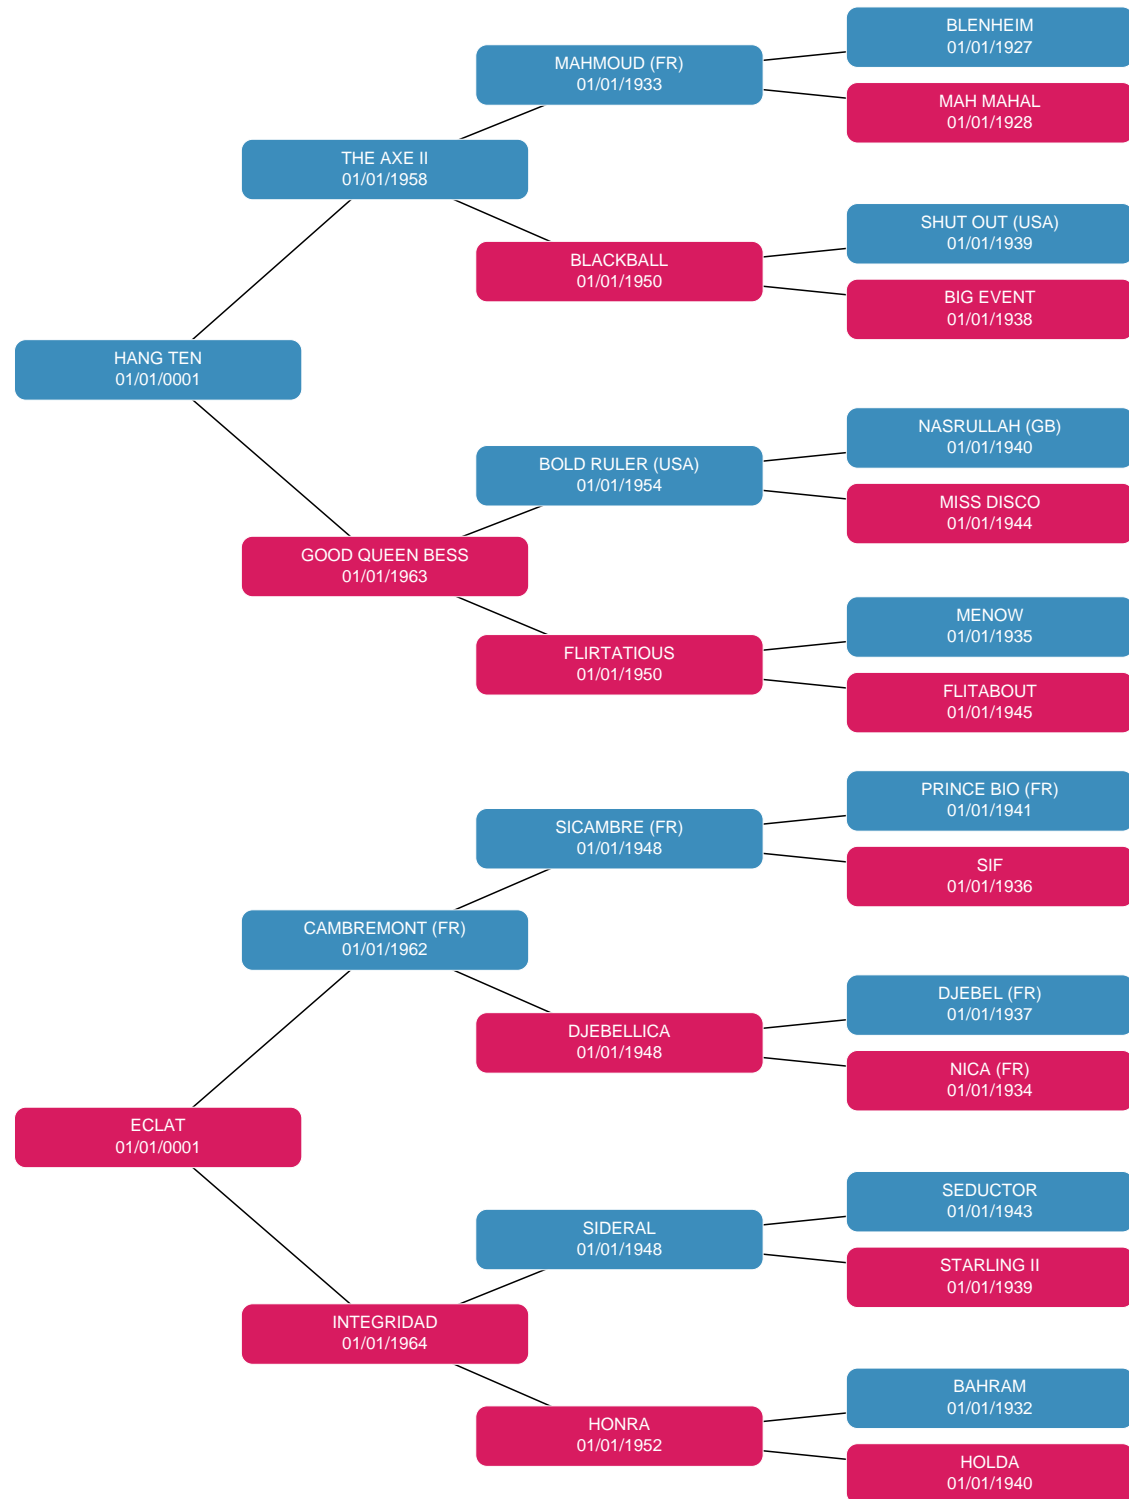 BLENHEIM
01/01/1927
MAHMOUD (FR)
01/01/1933
MAH MAHAL
01/01/1928
THE AXE II
01/01/1958
SHUT OUT (USA)
01/01/1939
BLACKBALL
01/01/1950
BIG EVENT
01/01/1938
HANG TEN
01/01/0001
NASRULLAH (GB)
01/01/1940
BOLD RULER (USA)
01/01/1954
MISS DISCO
01/01/1944
GOOD QUEEN BESS
01/01/1963
MENOW
01/01/1935
FLIRTATIOUS
01/01/1950
FLITABOUT
01/01/1945
PRINCE BIO (FR)
01/01/1941
SICAMBRE (FR)
01/01/1948
SIF
01/01/1936
CAMBREMONT (FR)
01/01/1962
DJEBEL (FR)
01/01/1937
DJEBELLICA
01/01/1948
NICA (FR)
01/01/1934
ECLAT
01/01/0001
SEDUCTOR
01/01/1943
SIDERAL
01/01/1948
STARLING II
01/01/1939
INTEGRIDAD
01/01/1964
BAHRAM
01/01/1932
HONRA
01/01/1952
HOLDA
01/01/1940